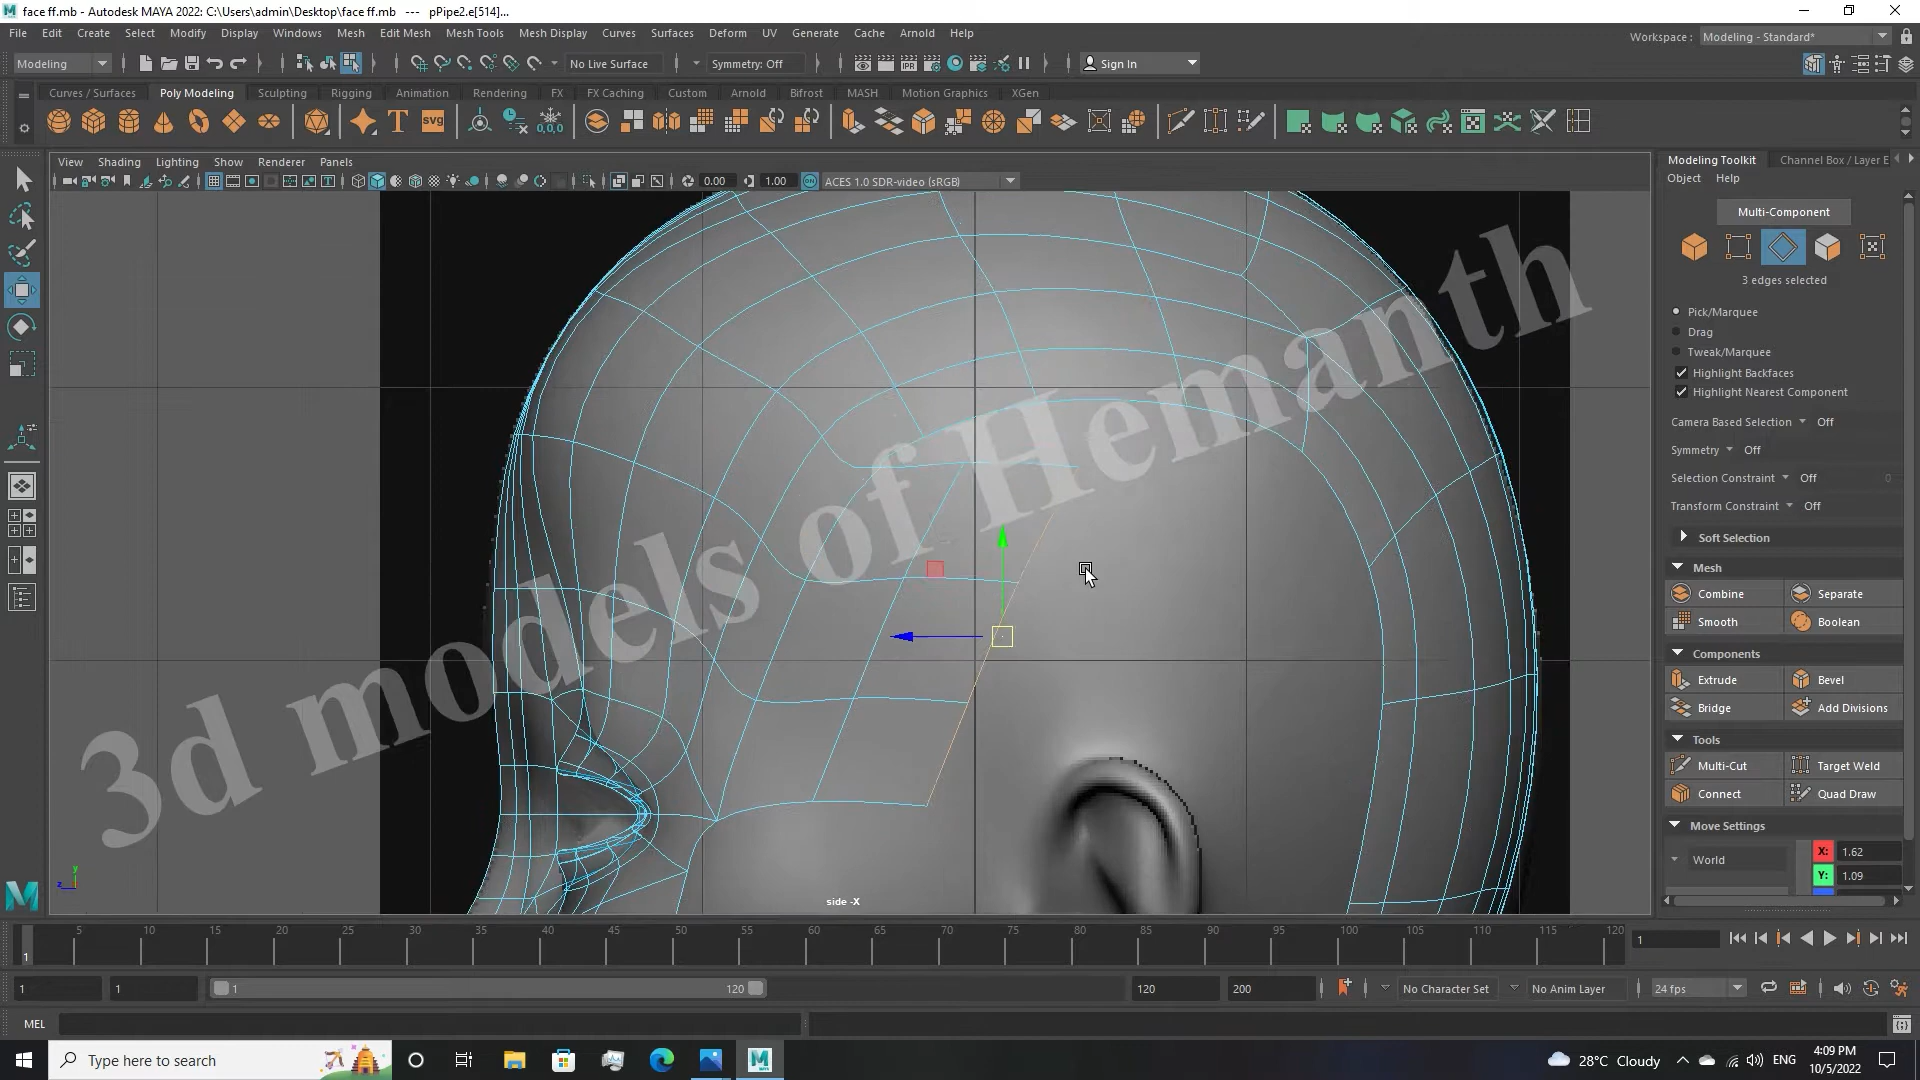 face ff.mb - Autodesk MAYA 2022: C:\Users\admin\Desktop\face ff.mb --- pPipe2.e[514]...
File Edit Create Select Modify Display Windows Mesh Edit Mesh Mesh Tools Mesh Display Curves Surfaces Deform UV Generate Cache Arnold Help
Workspace : Modeling - Standard*
Modeling No Live Surface Symmetry: Off Sign In
Curves / Surfaces Poly Modeling Sculpting Rigging Animation Rendering FX FX Caching Custom Arnold Bifrost MASH Motion Graphics XGen
T SVG 0,0,0
View Shading Lighting Show Renderer Panels
0.00 1.00 ACES 1.0 SDR-video (sRGB)
Modeling Toolkit Channel Box / Layer E
Object Help
Multi-Component
3 edges selected
Pick/Marquee
Drag
Tweak/Marquee
Highlight Backfaces
Highlight Nearest Component
Camera Based Selection Off
Symmetry Off
Selection Constraint Off 0
Transform Constraint Off
Soft Selection
Mesh
Combine Separate
Smooth Boolean
Components
Extrude Bevel
Bridge Add Divisions
Tools
Multi-Cut Target Weld
Connect Quad Draw
Move Settings
World X: 1.62
Y: 1.09
3d models of Hemanth
y
z
side -X
5 10 15 20 25 30 35 40 45 50 55 60 65 70 75 80 85 90 95 100 105 110 115 120
1 1
1 1 1 120 120 200 No Character Set No Anim Layer 24 fps
MEL
Type here to search 28°C Cloudy ENG 4:09 PM
10/5/2022